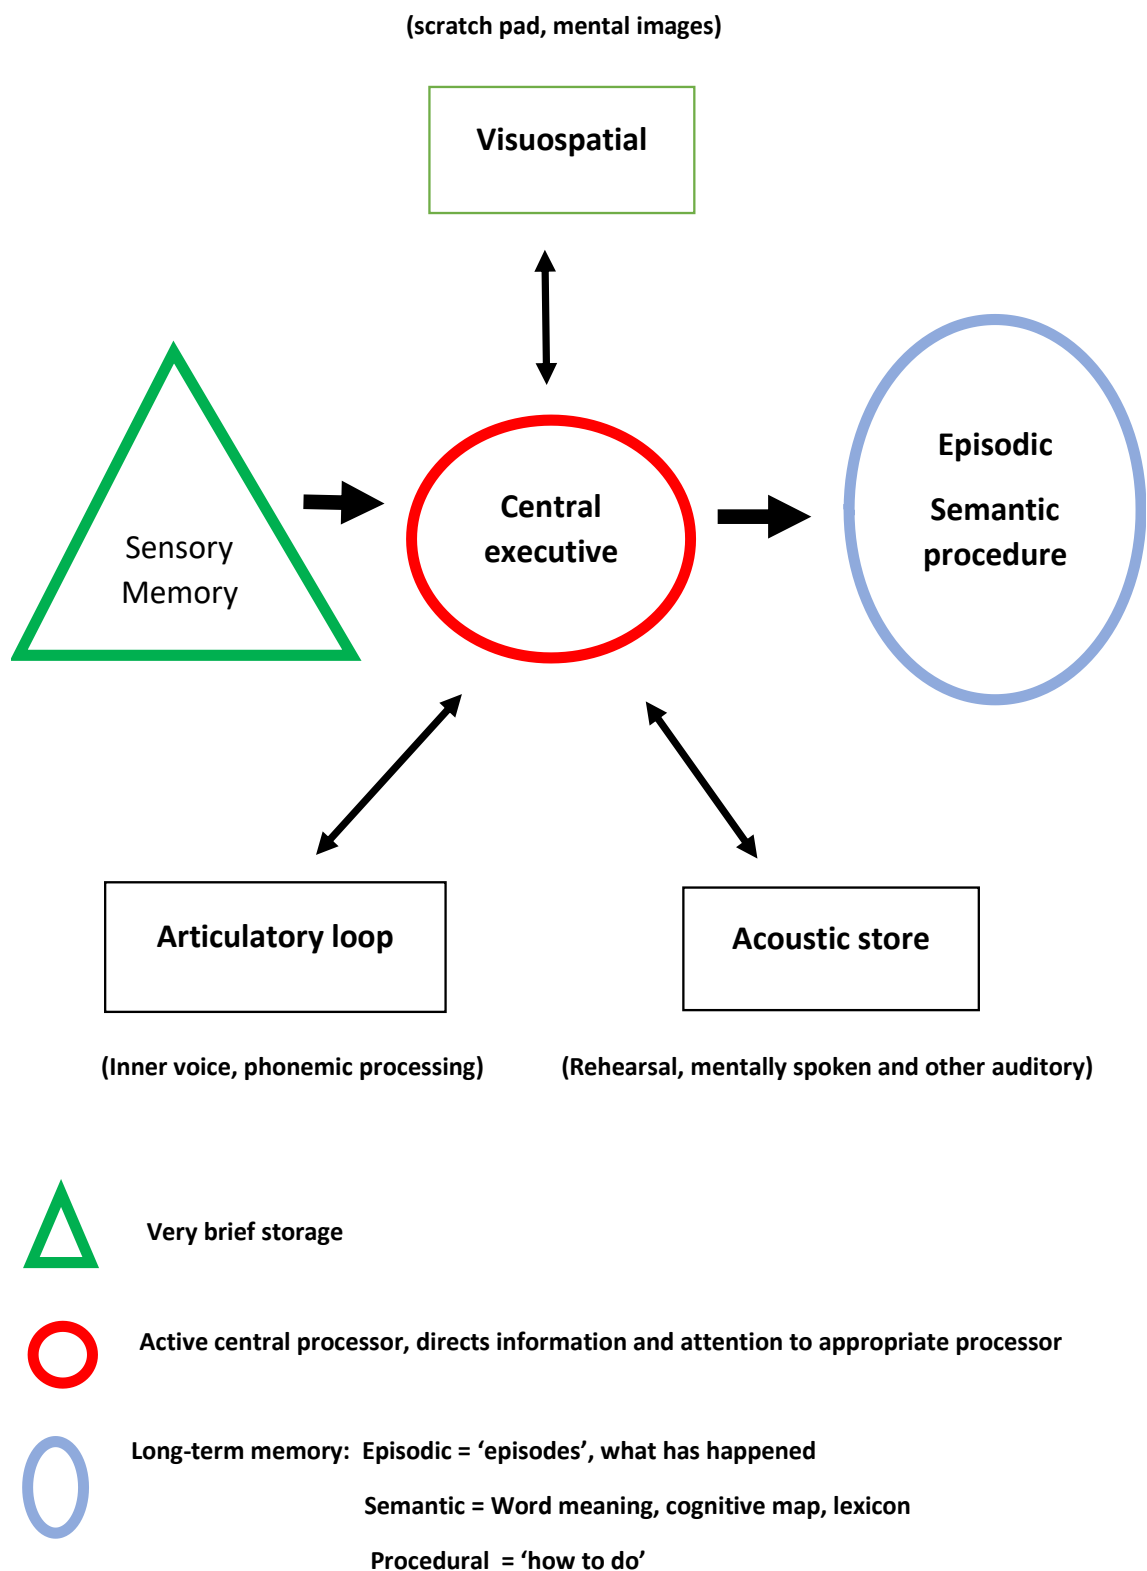 (scratch pad, mental images)
Visuospatial
Sensory
Memory
Central
executive
Episodic
Semantic
procedure
Articulatory loop
Acoustic store
(Inner voice, phonemic processing)
(Rehearsal, mentally spoken and other auditory)
Very brief storage
Active central processor, directs information and attention to appropriate processor
Long-term memory: Episodic = ‘episodes’, what has happened
Semantic = Word meaning, cognitive map, lexicon
Procedural = ‘how to do’